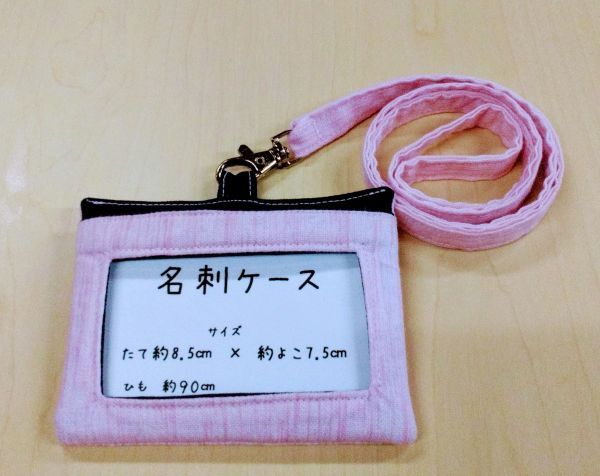 名刺ケース
サイズ
たて約8.5cm × 約よこ7.5cm
ひも 約90cm